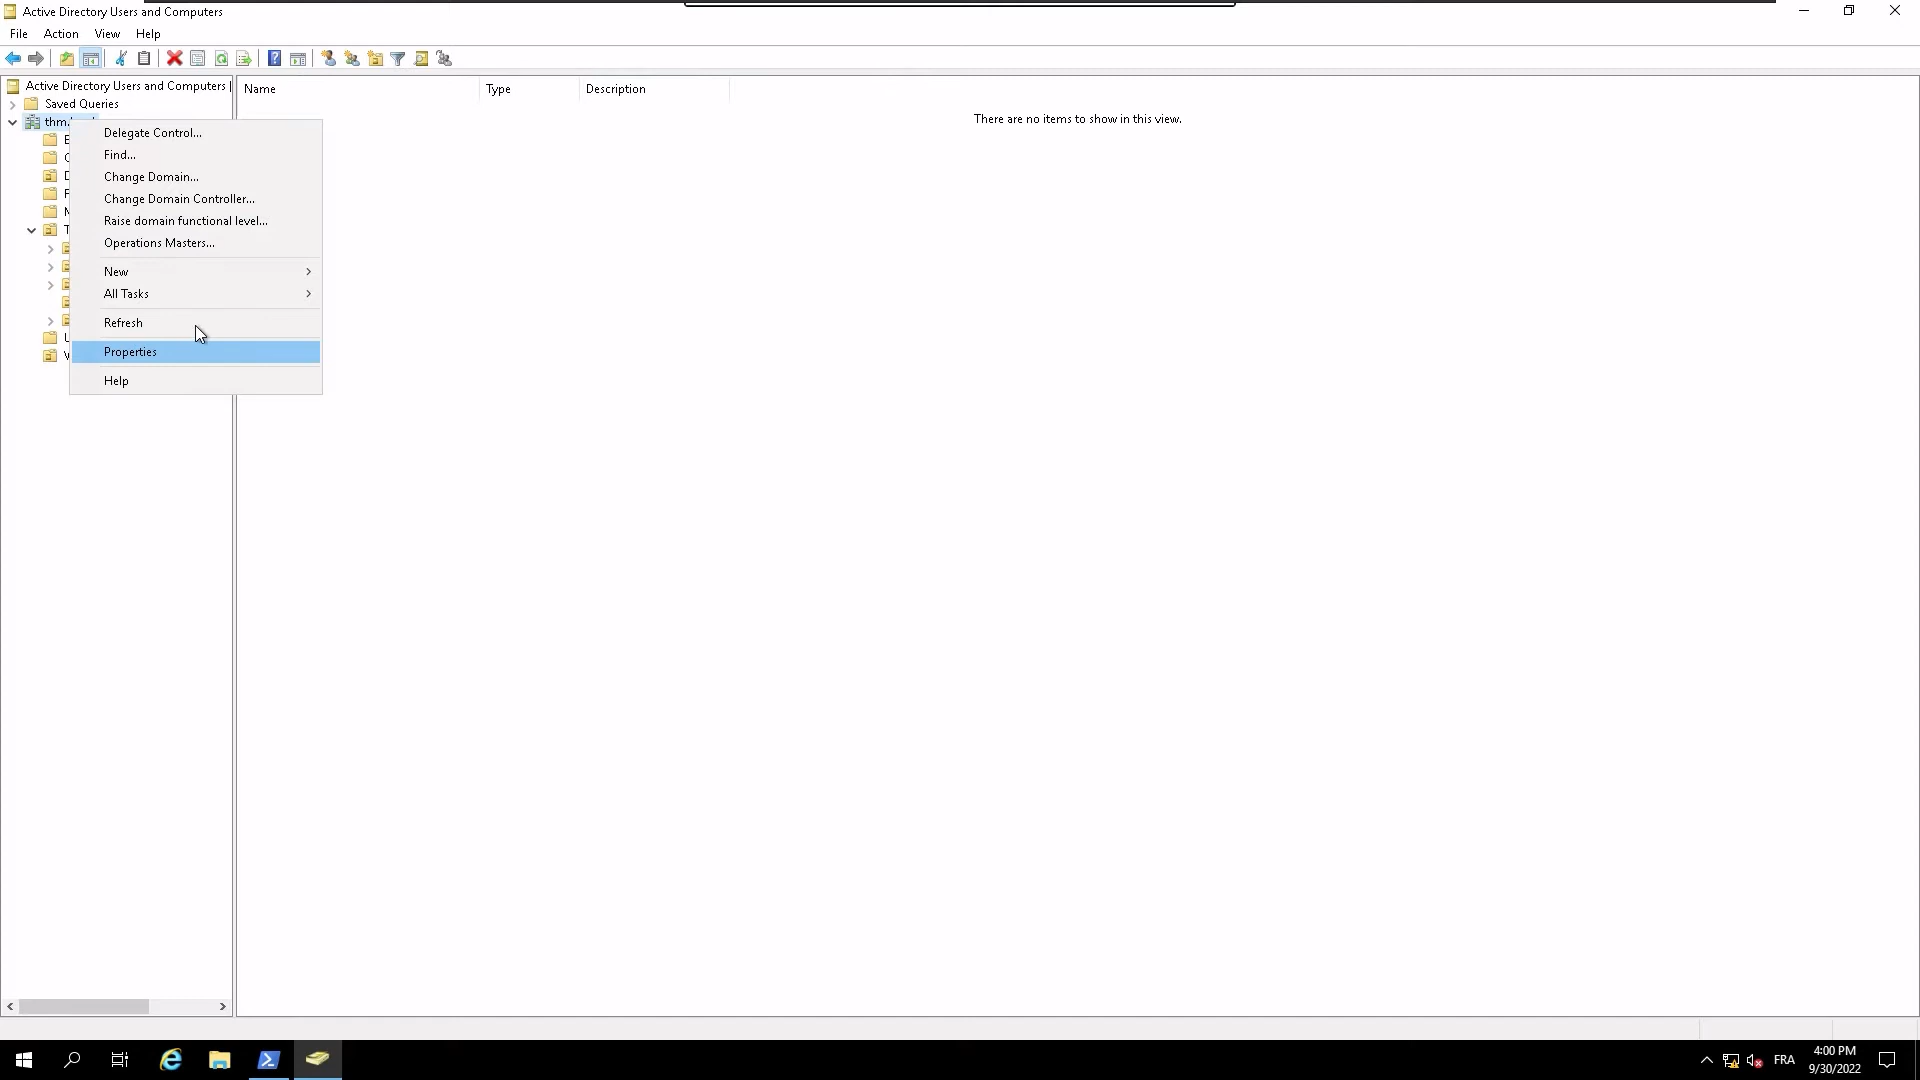 Active Directory Users and Computers
File Action View Help
Active Directory Users and Computers
Name Type Description
Saved Queries
There are no items to show in this view.
Delegate Control...
Find...
Change Domain...
Change Domain Controller...
Raise domain functional level...
Operations Masters...
New
All Tasks
Refresh
Properties
Help
FRA
4:00 PM
9/30/2022